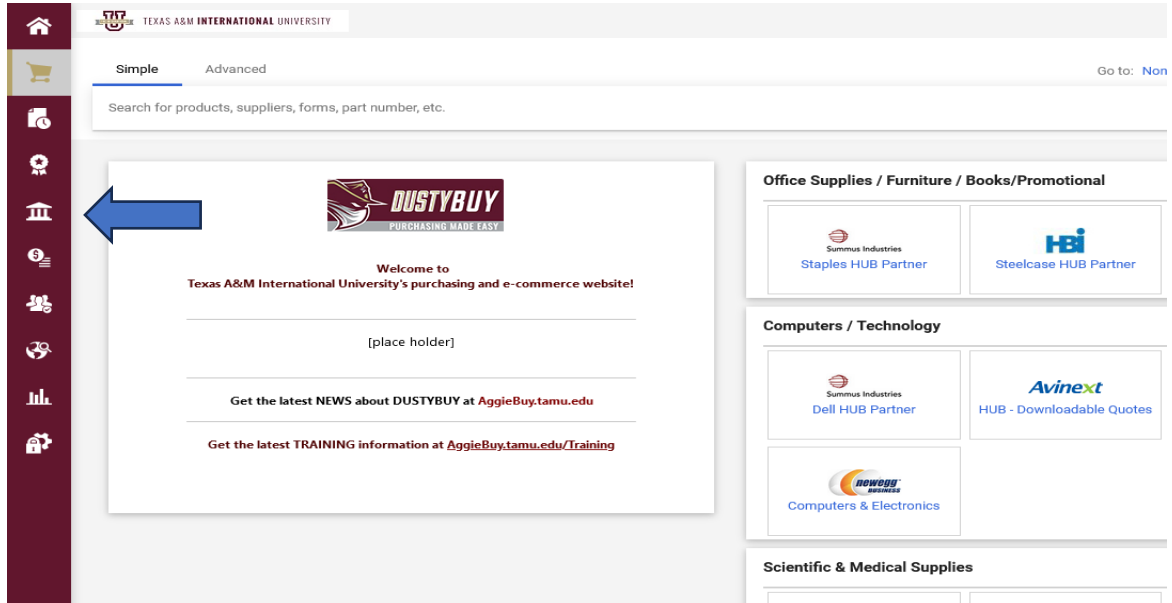 TEXAS A&M INTERNATIONAL UNIVERSITY
Simple Advanced
Go to: Non
Search for products, suppliers, forms, part number, etc.
DUSTYBUY
PURCHASING MADE EASY
Welcome to
Texas A&M International University's purchasing and e-commerce website!
[place holder]
Get the latest NEWS about DUSTYBUY at AggieBuy.tamu.edu
Get the latest TRAINING information at AggieBuy.tamu.edu/Training
Office Supplies / Furniture / Books/Promotional
Summus Industries
Staples HUB Partner
HBi
Steelcase HUB Partner
Computers / Technology
Summus Industries
Dell HUB Partner
Avinext
HUB - Downloadable Quotes
newegg
BUSINESS
Computers & Electronics
Scientific & Medical Supplies